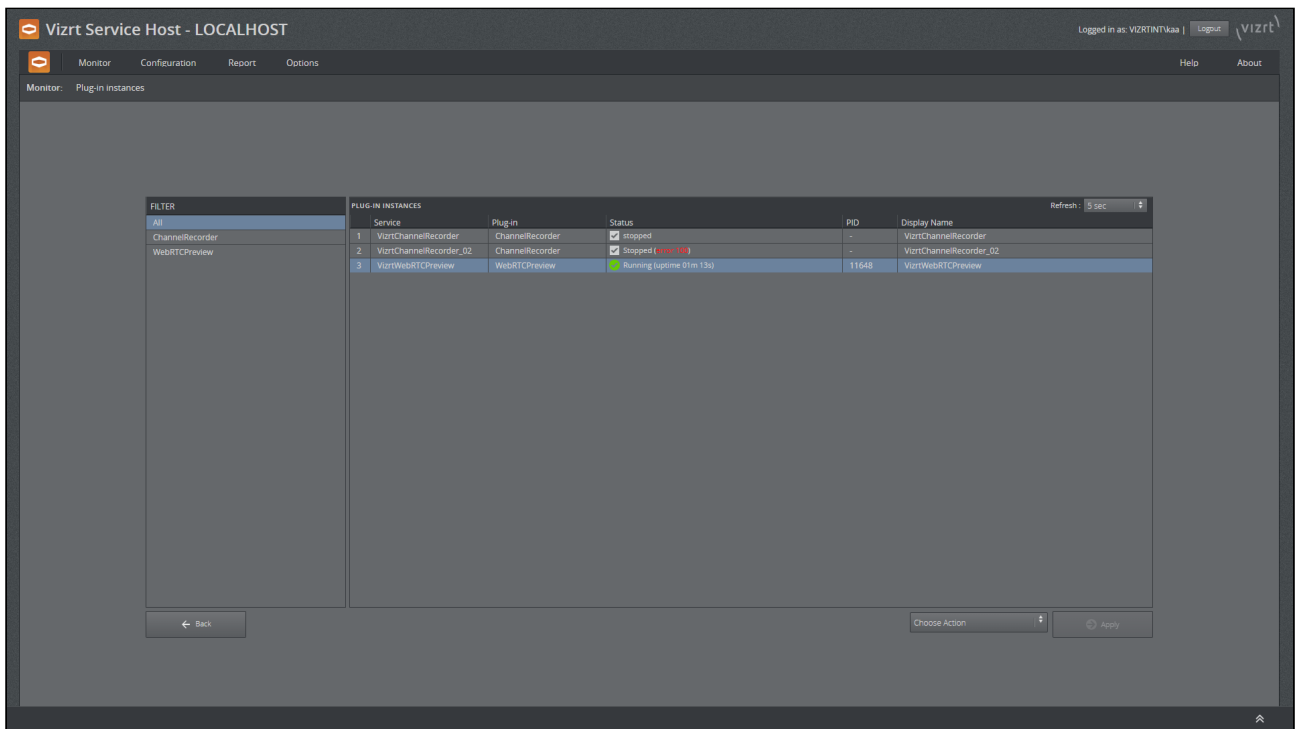 Vizrt Service Host - LOCALHOST
Logged in as: VIZRTINT\kaa | Logout vizrt
Monitor Configuration Report Options Help About
Monitor: Plug-in instances
FILTER
All
ChannelRecorder
WebRTCPreview
PLUG-IN INSTANCES Refresh : 5 sec
Service Plug-in Status PID Display Name
1 VizrtChannelRecorder ChannelRecorder stopped - VizrtChannelRecorder
2 VizrtChannelRecorder_02 ChannelRecorder Stopped ( ) - VizrtChannelRecorder_02
3 VizrtWebRTCPreview WebRTCPreview Running (uptime 01m 13s) 11648 VizrtWebRTCPreview
Back
Choose Action
Apply